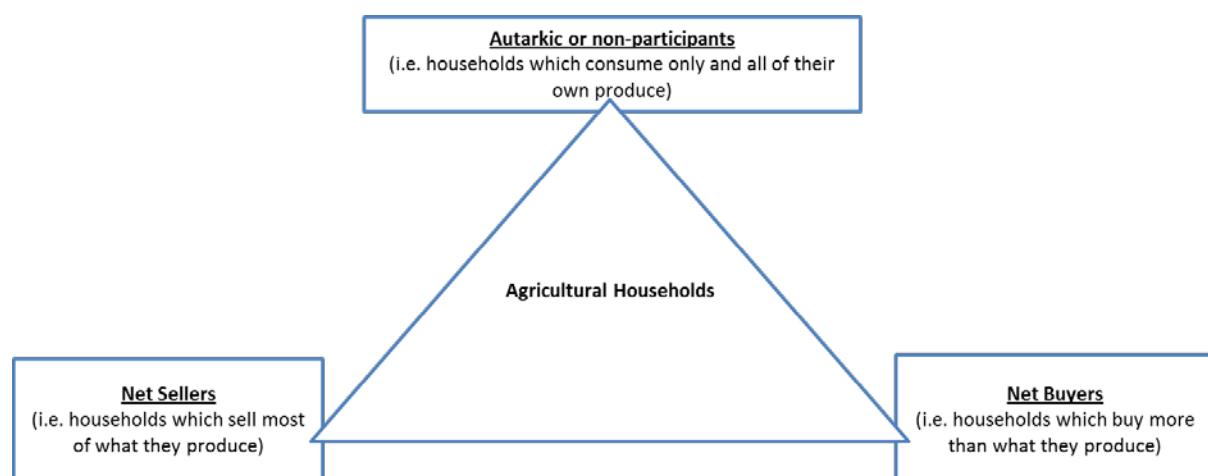 Autarkic or non-participants
(i.e. households which consume only and all of their
own produce)
Agricultural Households
Net Sellers
(i.e. households which sell most
of what they produce)
Net Buyers
(i.e. households which buy more
than what they produce)